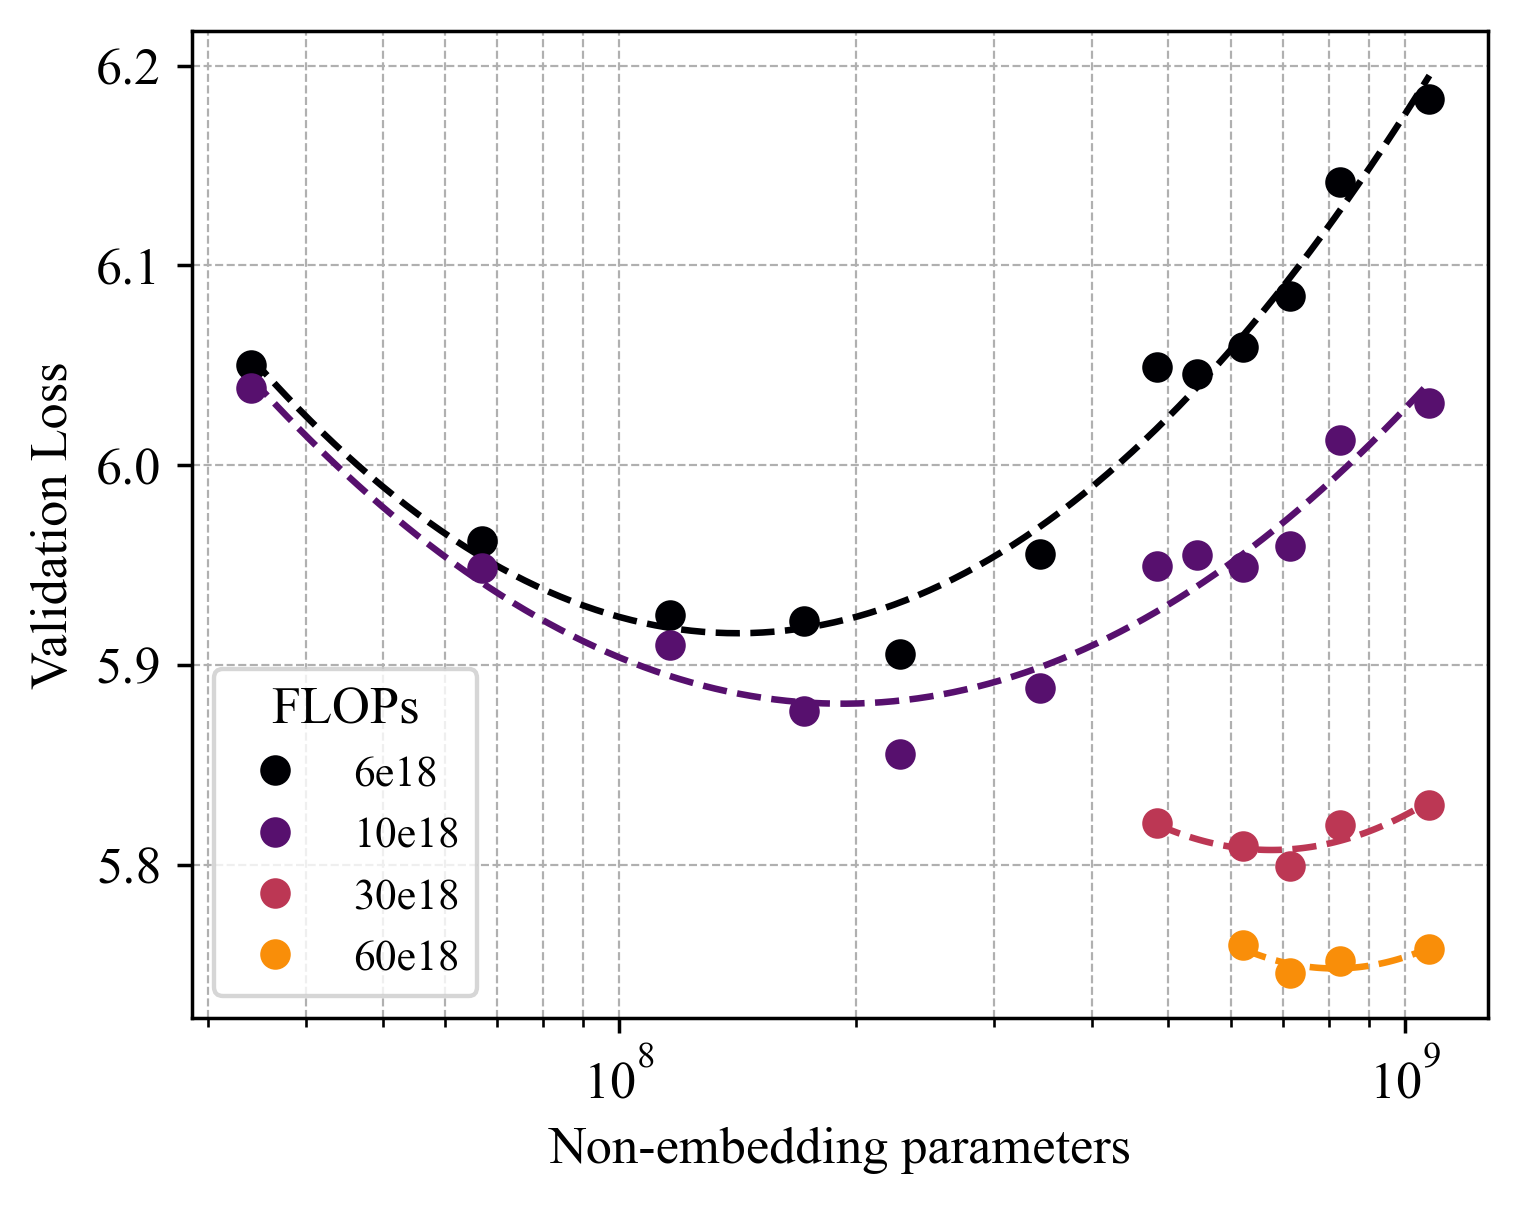 6.2
6.1
6.0
5.9
5.8
Validation Loss
FLOPs
6e18
10e18
30e18
60e18
10^8
10^9
Non-embedding parameters